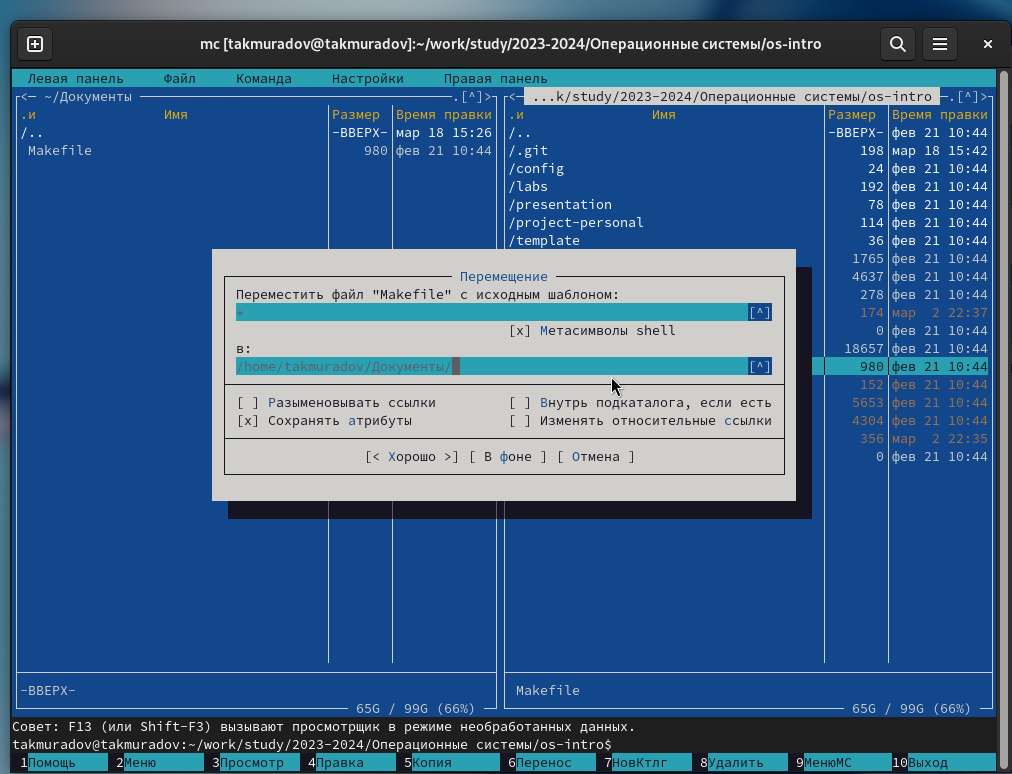 mc [takmuradov@takmuradov]:~/work/study/2023-2024/Операционные системы/os-intro
Левая панель Файл Команда Настройки Правая панель
<— ~/Документы .[^]> <— ...k/study/2023-2024/Операционные системы/os-intro .[^]>
.и Имя Размер Время правки .и Имя Размер Время правки
/.. -ВВЕРХ- мар 18 15:26 /.. -ВВЕРХ- фев 21 10:44
Makefile 980 фев 21 10:44 /.git 198 мар 18 15:42
/config 24 фев 21 10:44
/labs 192 фев 21 10:44
/presentation 78 фев 21 10:44
/project-personal 114 фев 21 10:44
/template 36 фев 21 10:44
1765 фев 21 10:44
Перемещение 4637 фев 21 10:44
Переместить файл "Makefile" с исходным шаблоном: 278 фев 21 10:44
* [^] 174 мар 2 22:37
[x] Метасимволы shell 0 фев 21 10:44
в: 18657 фев 21 10:44
/home/takmuradov/Документы/ [^] 980 фев 21 10:44
152 фев 21 10:44
[ ] Разыменовывать ссылки [ ] Внутрь подкаталога, если есть 5653 фев 21 10:44
[x] Сохранять атрибуты [ ] Изменять относительные ссылки 4304 фев 21 10:44
356 мар 2 22:35
[< Хорошо >] [ В фоне ] [ Отмена ] 0 фев 21 10:44
-ВВЕРХ- Makefile
65G / 99G (66%) 65G / 99G (66%)
Совет: F13 (или Shift-F3) вызывают просмотрщик в режиме необработанных данных.
takmuradov@takmuradov:~/work/study/2023-2024/Операционные системы/os-intro$
1Помощь 2Меню 3Просмотр 4Правка 5Копия 6Перенос 7НовКтлг 8Удалить 9МенюМС 10Выход